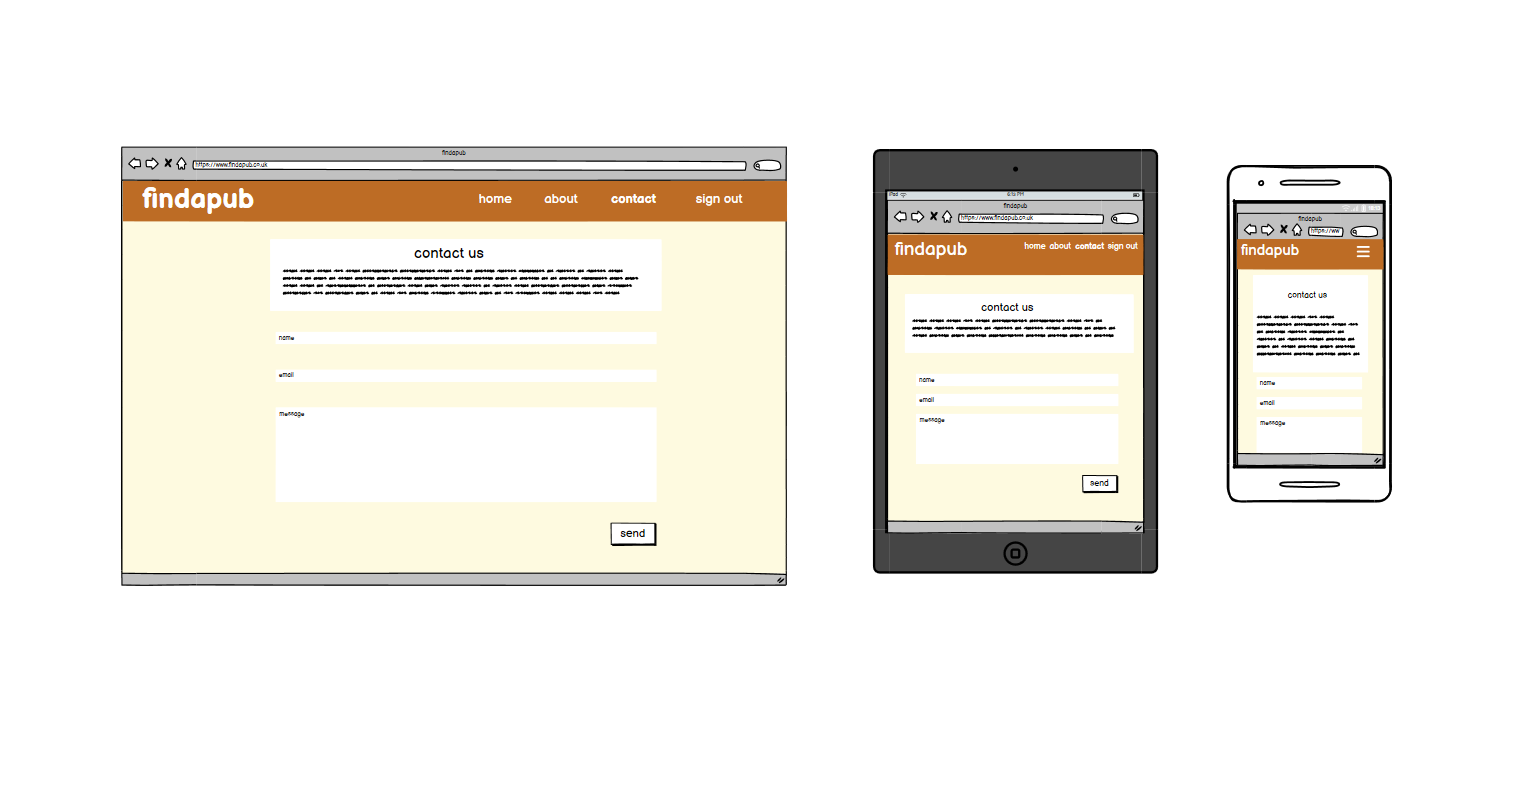 findapub
https://www.findapub.co.uk
findapub
home about contact sign out
contact us
name
email
message
send
iPad
6:15 PM
findapub
https://www.findapub.co.uk
findapub
home about contact sign out
contact us
name
email
message
send
findapub
https://ww
findapub
contact us
name
email
message